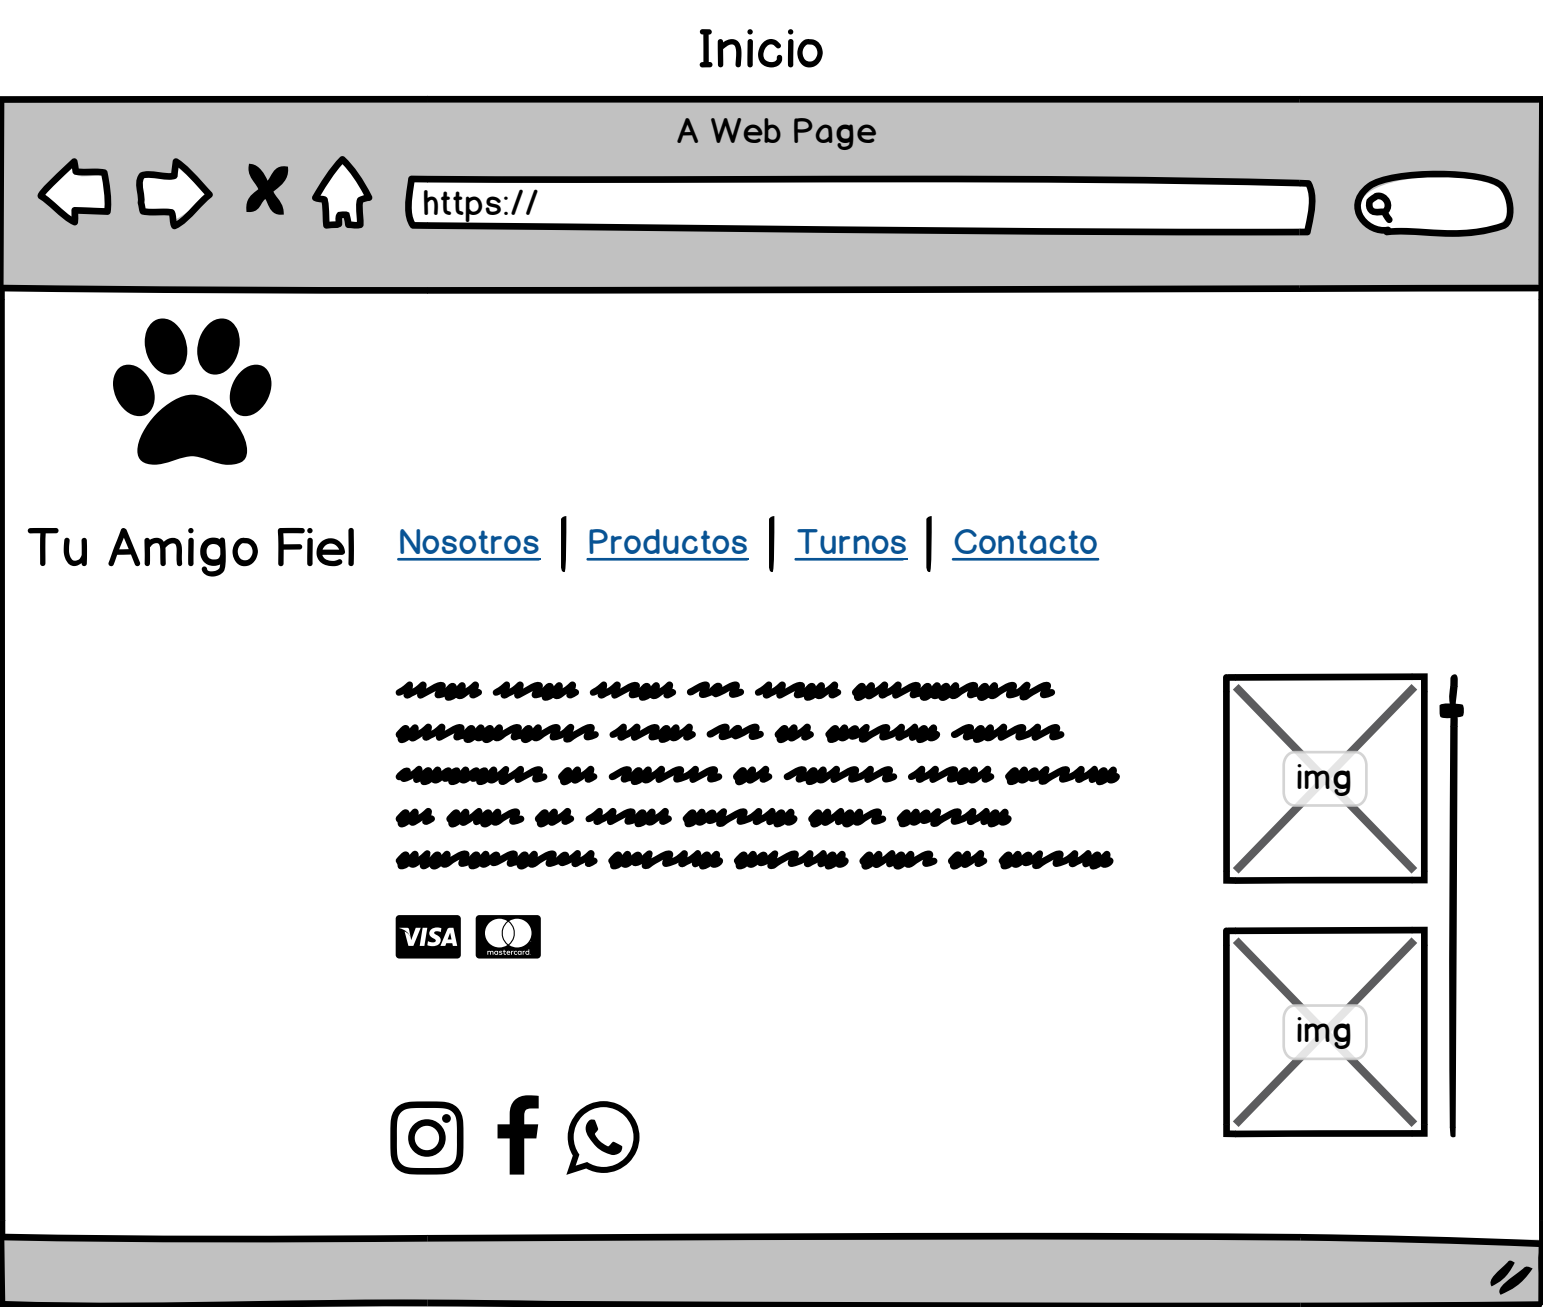 Inicio
A Web Page
https://
Tu Amigo Fiel
Nosotros | Productos | Turnos | Contacto
VISA
mastercard
img
img